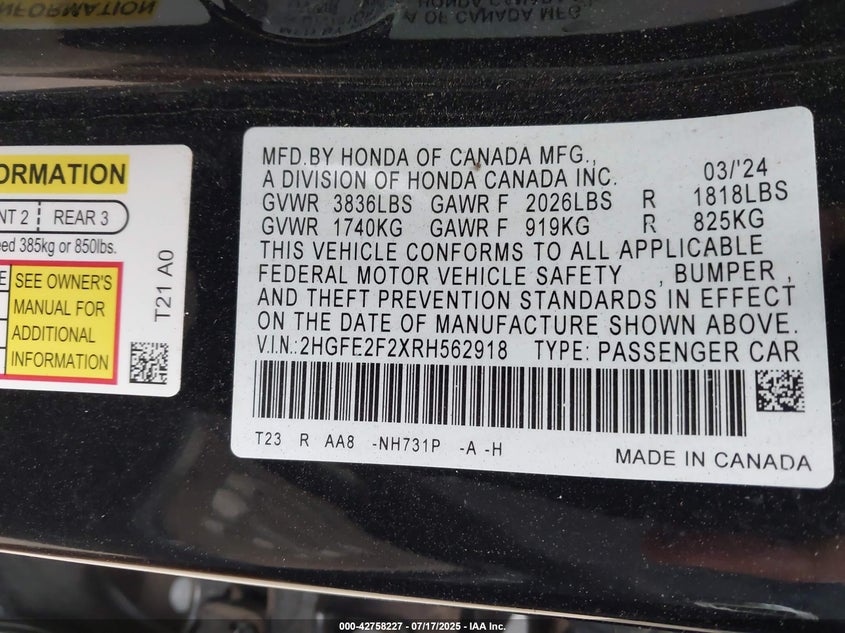 ORMATION
NT 2 REAR 3
ed 385kg or 850lbs.
E SEE OWNER'S
MANUAL FOR
ADDITIONAL
INFORMATION
T21 A0
MFD.BY HONDA OF CANADA MFG.,
A DIVISION OF HONDA CANADA INC. 03/'24
GVWR 3836LBS GAWR F 2026LBS R 1818LBS
GVWR 1740KG GAWR F 919KG R 825KG
THIS VEHICLE CONFORMS TO ALL APPLICABLE
FEDERAL MOTOR VEHICLE SAFETY , BUMPER ,
AND THEFT PREVENTION STANDARDS IN EFFECT
ON THE DATE OF MANUFACTURE SHOWN ABOVE.
V.I.N.:2HGFE2F2XRH562918 TYPE: PASSENGER CAR
T23 R AA8 -NH731P -A -H
MADE IN CANADA
000-42758227 - 07/17/2025 - IAA Inc.